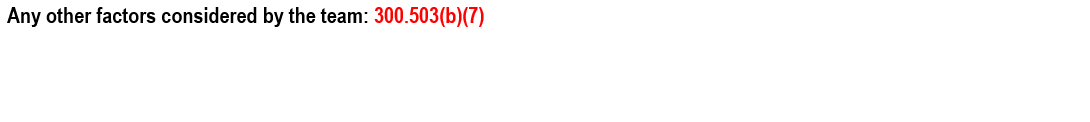 Any other factors considered by the team: 300.503(b)(7)